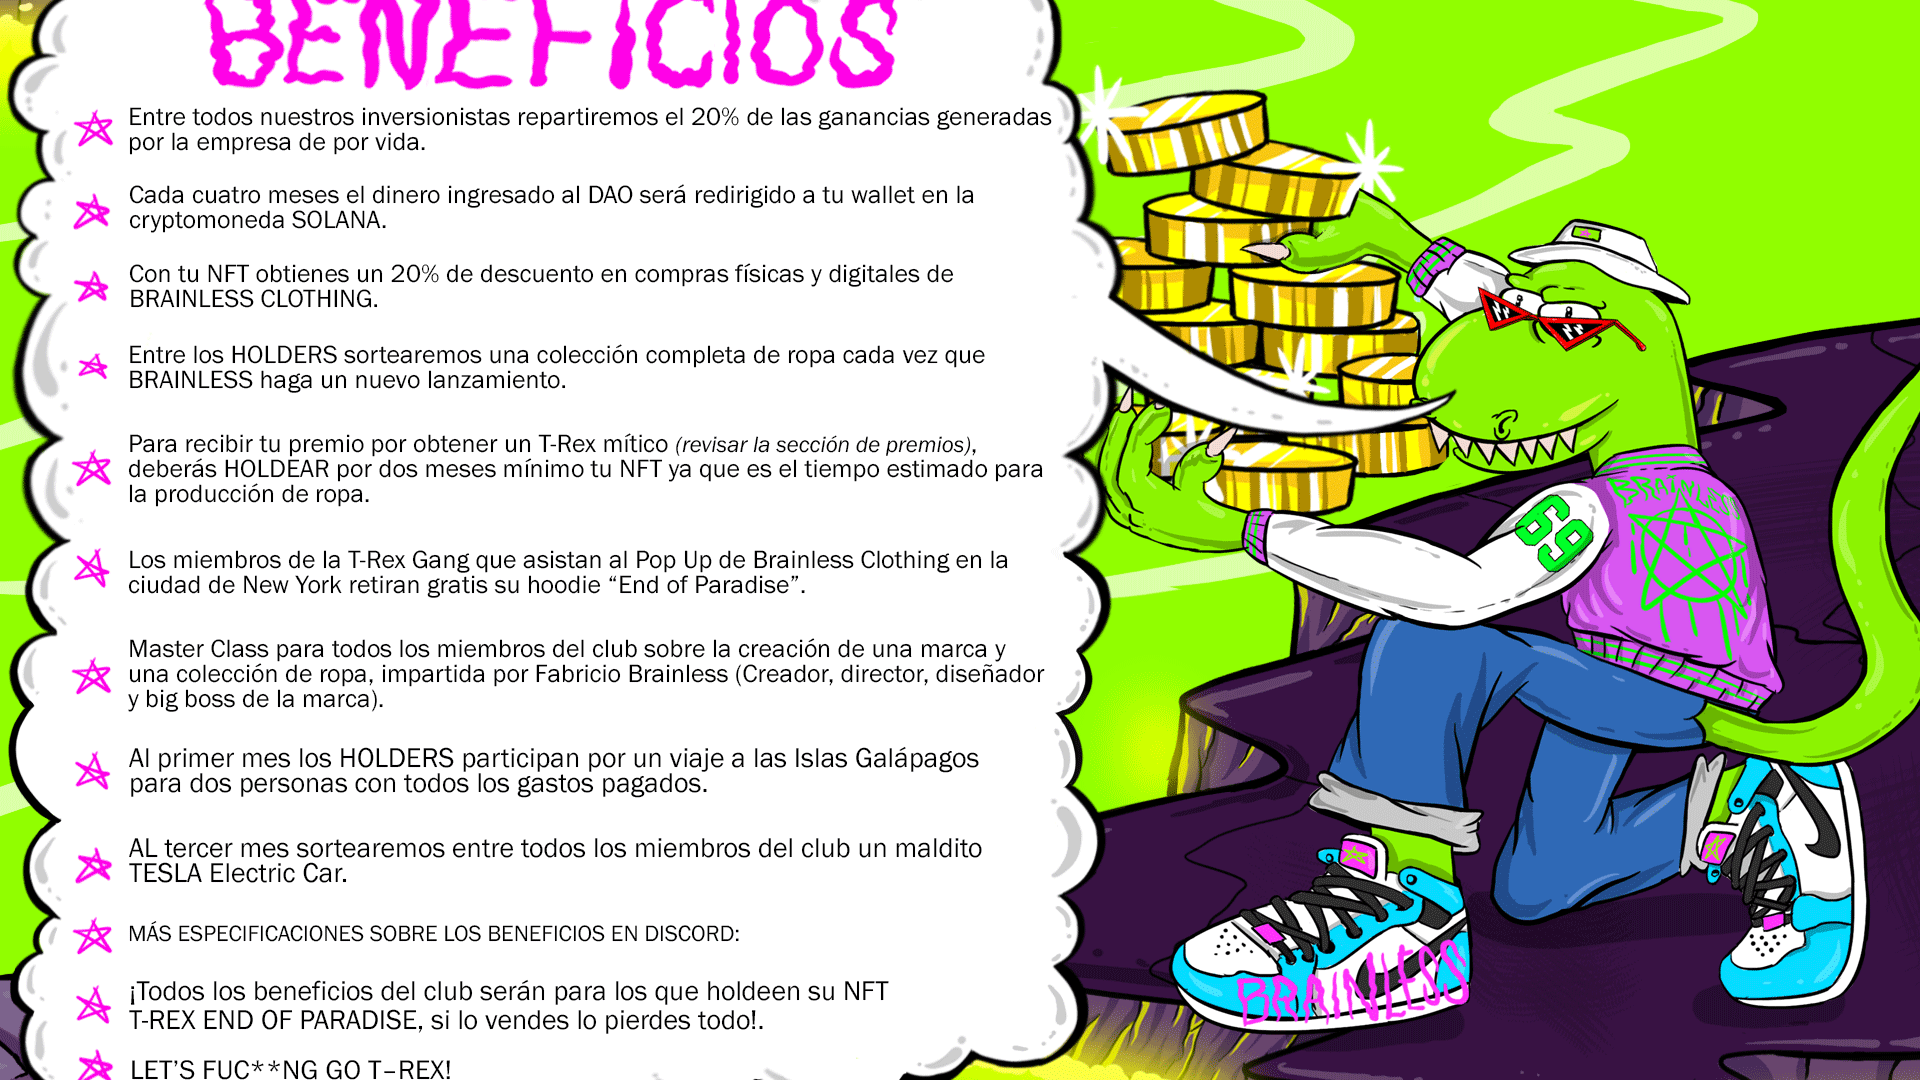 BENEFICIOS
Entre todos nuestros inversionistas repartiremos el 20% de las ganancias generadas
por la empresa de por vida.
Cada cuatro meses el dinero ingresado al DAO será redirigido a tu wallet en la
cryptomoneda SOLANA.
Con tu NFT obtienes un 20% de descuento en compras físicas y digitales de
BRAINLESS CLOTHING.
Entre los HOLDERS sortearemos una colección completa de ropa cada vez que
BRAINLESS haga un nuevo lanzamiento.
Para recibir tu premio por obtener un T-Rex mítico (revisar la sección de premios),
deberás HOLDEAR por dos meses mínimo tu NFT ya que es el tiempo estimado para
la producción de ropa.
Los miembros de la T-Rex Gang que asistan al Pop Up de Brainless Clothing en la
ciudad de New York retiran gratis su hoodie “End of Paradise”.
Master Class para todos los miembros del club sobre la creación de una marca y
una colección de ropa, impartida por Fabricio Brainless (Creador, director, diseñador
y big boss de la marca).
Al primer mes los HOLDERS participan por un viaje a las Islas Galápagos
para dos personas con todos los gastos pagados.
AL tercer mes sortearemos entre todos los miembros del club un maldito
TESLA Electric Car.
MÁS ESPECIFICACIONES SOBRE LOS BENEFICIOS EN DISCORD:
¡Todos los beneficios del club serán para los que holdeen su NFT
T-REX END OF PARADISE, si lo vendes lo pierdes todo!.
LET’S FUC**NG GO T–REX!
BRAINLESS
69
BRAINLESS